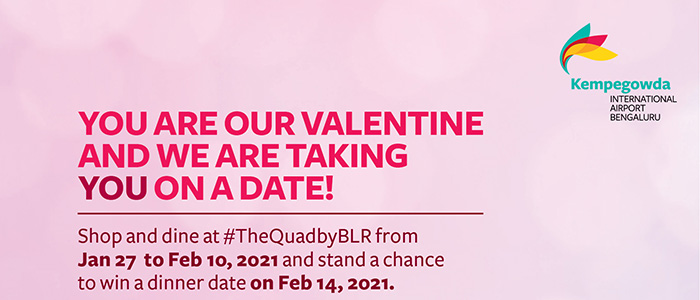 Kempegowda
INTERNATIONAL
AIRPORT
BENGALURU
YOU ARE OUR VALENTINE
AND WE ARE TAKING
YOU ON A DATE!
Shop and dine at #TheQuadbyBLR from
Jan 27 to Feb 10, 2021 and stand a chance
to win a dinner date on Feb 14, 2021.